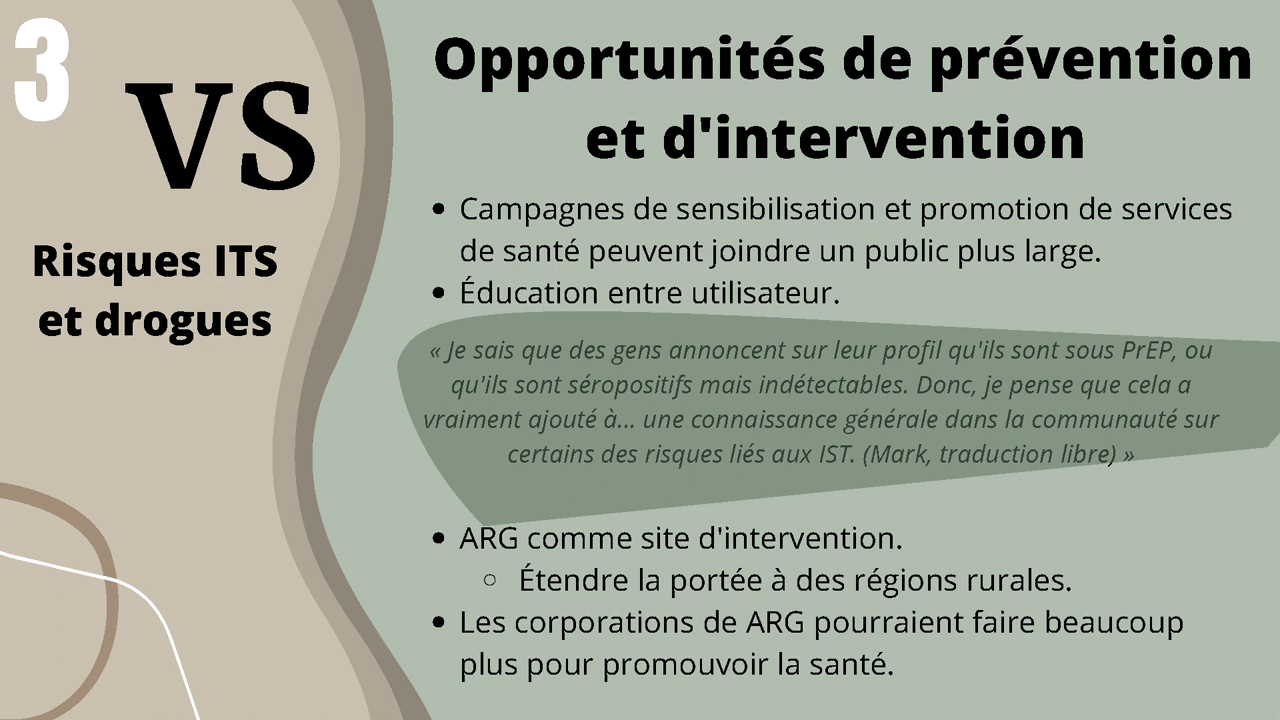 3
VS
Risques ITS
et drogues
Opportunités de prévention
et d'intervention
• Campagnes de sensibilisation et promotion de services
de santé peuvent joindre un public plus large.
• Éducation entre utilisateur.
« Je sais que des gens annoncent sur leur profil qu'ils sont sous PrEP, ou
qu'ils sont séropositifs mais indétectables. Donc, je pense que cela a
vraiment ajouté à... une connaissance générale dans la communauté sur
certains des risques liés aux IST. (Mark, traduction libre) »
• ARG comme site d'intervention.
○ Étendre la portée à des régions rurales.
• Les corporations de ARG pourraient faire beaucoup
plus pour promouvoir la santé.